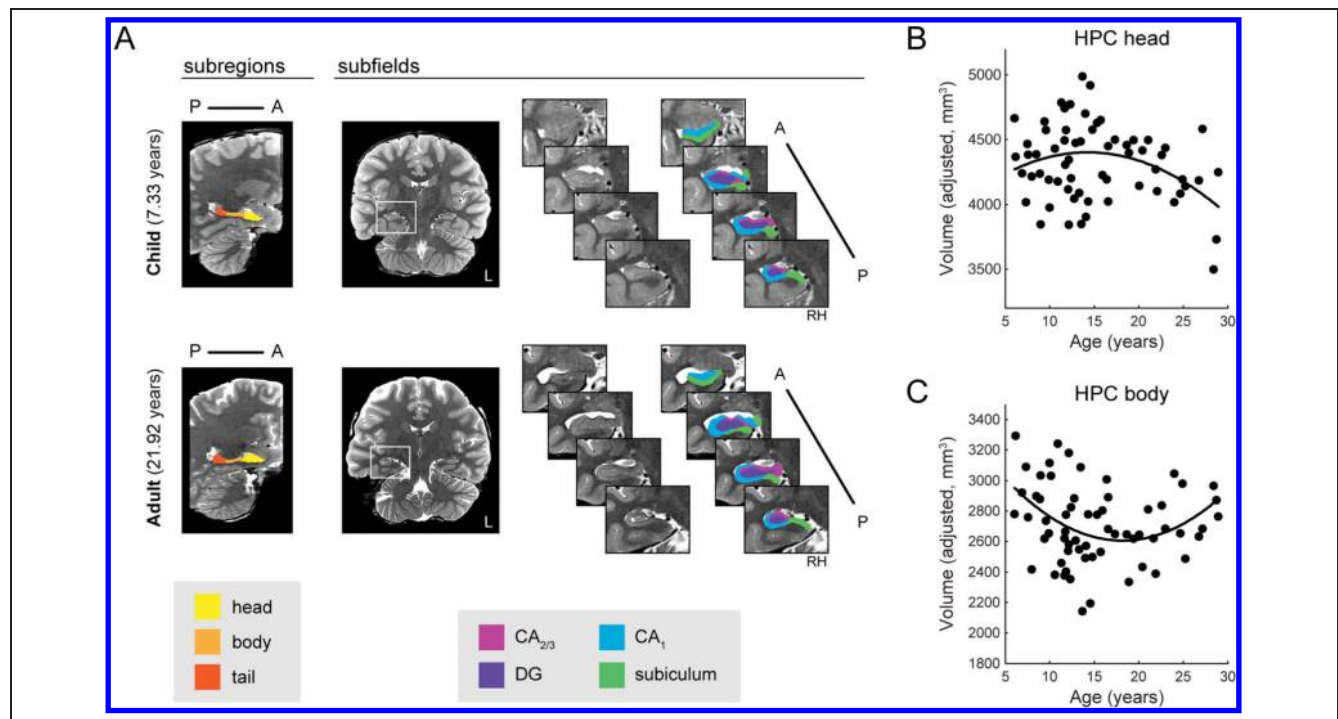 A
subregions
subfields
P A
Child (7.33 years)
L
A
P
RH
P A
Adult (21.92 years)
L
A
P
RH
head
body
tail
CA2/3
CA1
DG
subiculum
B
HPC head
Volume (adjusted, mm³)
5000
4500
4000
3500
5 10 15 20 25 30
Age (years)
C
HPC body
Volume (adjusted, mm³)
3400
3200
3000
2800
2600
2400
2200
2000
1800
5 10 15 20 25 30
Age (years)